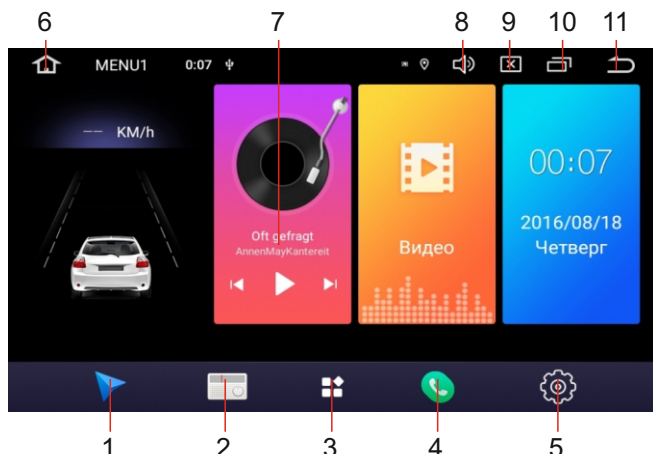 6 7 8 9 10 11
MENU1 0:07
-- KM/h
Oft gefragt
AnnenMayKantereit
Видео
00:07
2016/08/18
Четверг
1 2 3 4 5